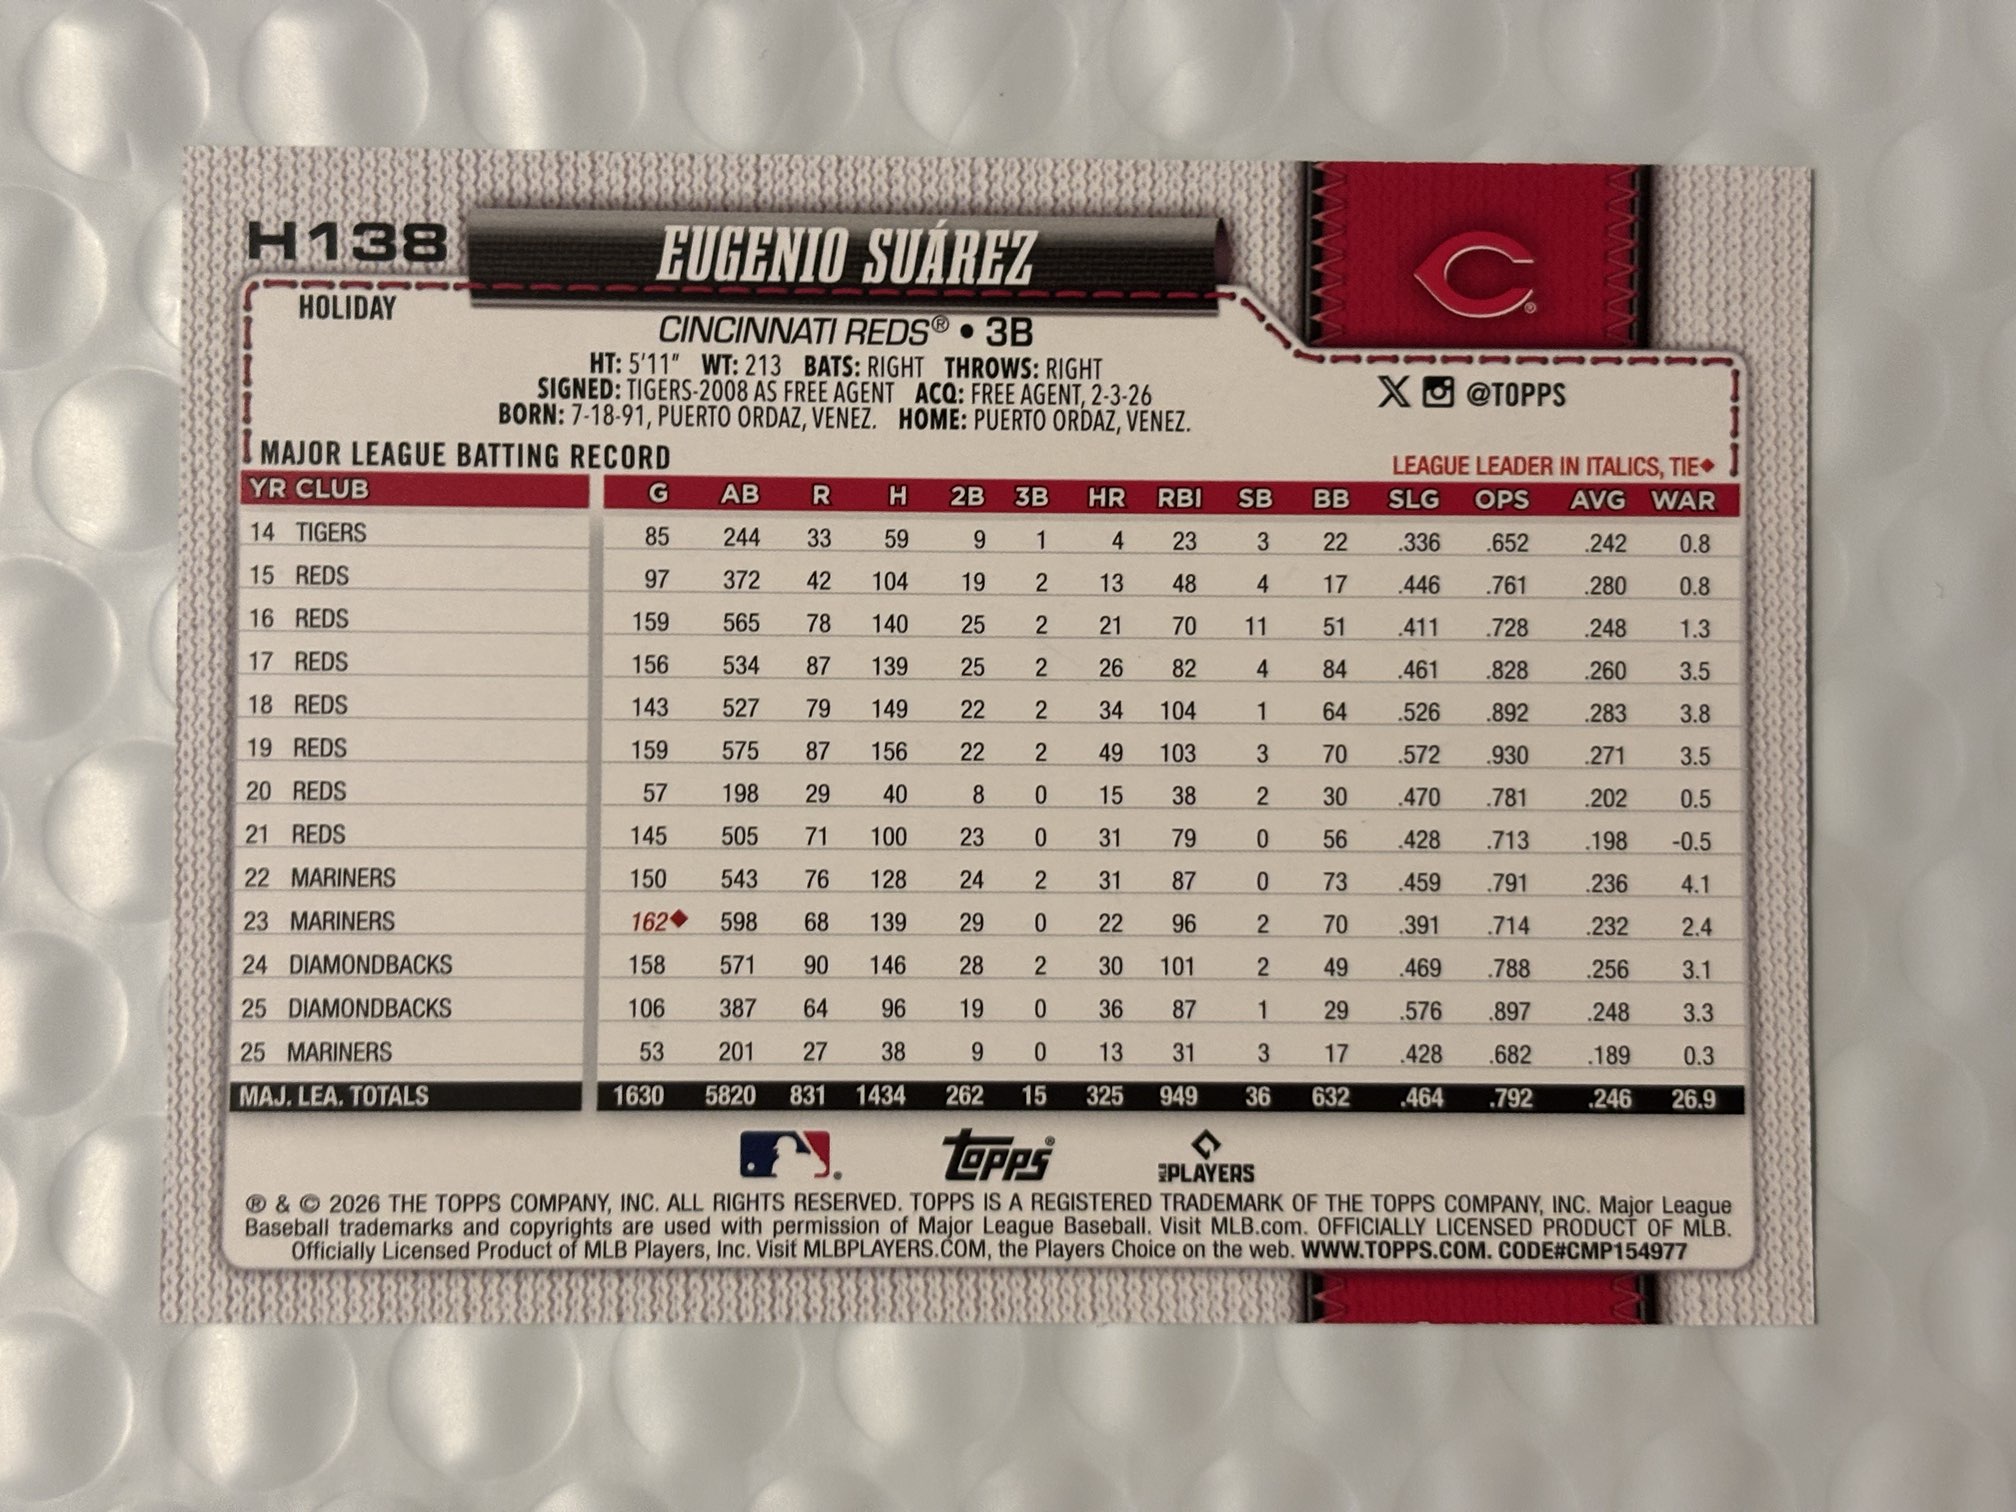 H138
EUGENIO SUÁREZ
HOLIDAY
CINCINNATI REDS® • 3B
HT: 5'11" WT: 213 BATS: RIGHT THROWS: RIGHT
SIGNED: TIGERS-2008 AS FREE AGENT ACQ: FREE AGENT, 2-3-26
BORN: 7-18-91, PUERTO ORDAZ, VENEZ. HOME: PUERTO ORDAZ, VENEZ.
@TOPPS
MAJOR LEAGUE BATTING RECORD
LEAGUE LEADER IN ITALICS, TIE◆
YR CLUB G AB R H 2B 3B HR RBI SB BB SLG OPS AVG WAR
14 TIGERS 85 244 33 59 9 1 4 23 3 22 .336 .652 .242 0.8
15 REDS 97 372 42 104 19 2 13 48 4 17 .446 .761 .280 0.8
16 REDS 159 565 78 140 25 2 21 70 11 51 .411 .728 .248 1.3
17 REDS 156 534 87 139 25 2 26 82 4 84 .461 .828 .260 3.5
18 REDS 143 527 79 149 22 2 34 104 1 64 .526 .892 .283 3.8
19 REDS 159 575 87 156 22 2 49 103 3 70 .572 .930 .271 3.5
20 REDS 57 198 29 40 8 0 15 38 2 30 .470 .781 .202 0.5
21 REDS 145 505 71 100 23 0 31 79 0 56 .428 .713 .198 -0.5
22 MARINERS 150 543 76 128 24 2 31 87 0 73 .459 .791 .236 4.1
23 MARINERS 162◆ 598 68 139 29 0 22 96 2 70 .391 .714 .232 2.4
24 DIAMONDBACKS 158 571 90 146 28 2 30 101 2 49 .469 .788 .256 3.1
25 DIAMONDBACKS 106 387 64 96 19 0 36 87 1 29 .576 .897 .248 3.3
25 MARINERS 53 201 27 38 9 0 13 31 3 17 .428 .682 .189 0.3
MAJ. LEA. TOTALS 1630 5820 831 1434 262 15 325 949 36 632 .464 .792 .246 26.9
topps®
MLB PLAYERS
® & © 2026 THE TOPPS COMPANY, INC. ALL RIGHTS RESERVED. TOPPS IS A REGISTERED TRADEMARK OF THE TOPPS COMPANY, INC. Major League
Baseball trademarks and copyrights are used with permission of Major League Baseball. Visit MLB.com. OFFICIALLY LICENSED PRODUCT OF MLB.
Officially Licensed Product of MLB Players, Inc. Visit MLBPLAYERS.COM, the Players Choice on the web. WWW.TOPPS.COM. CODE#CMP154977